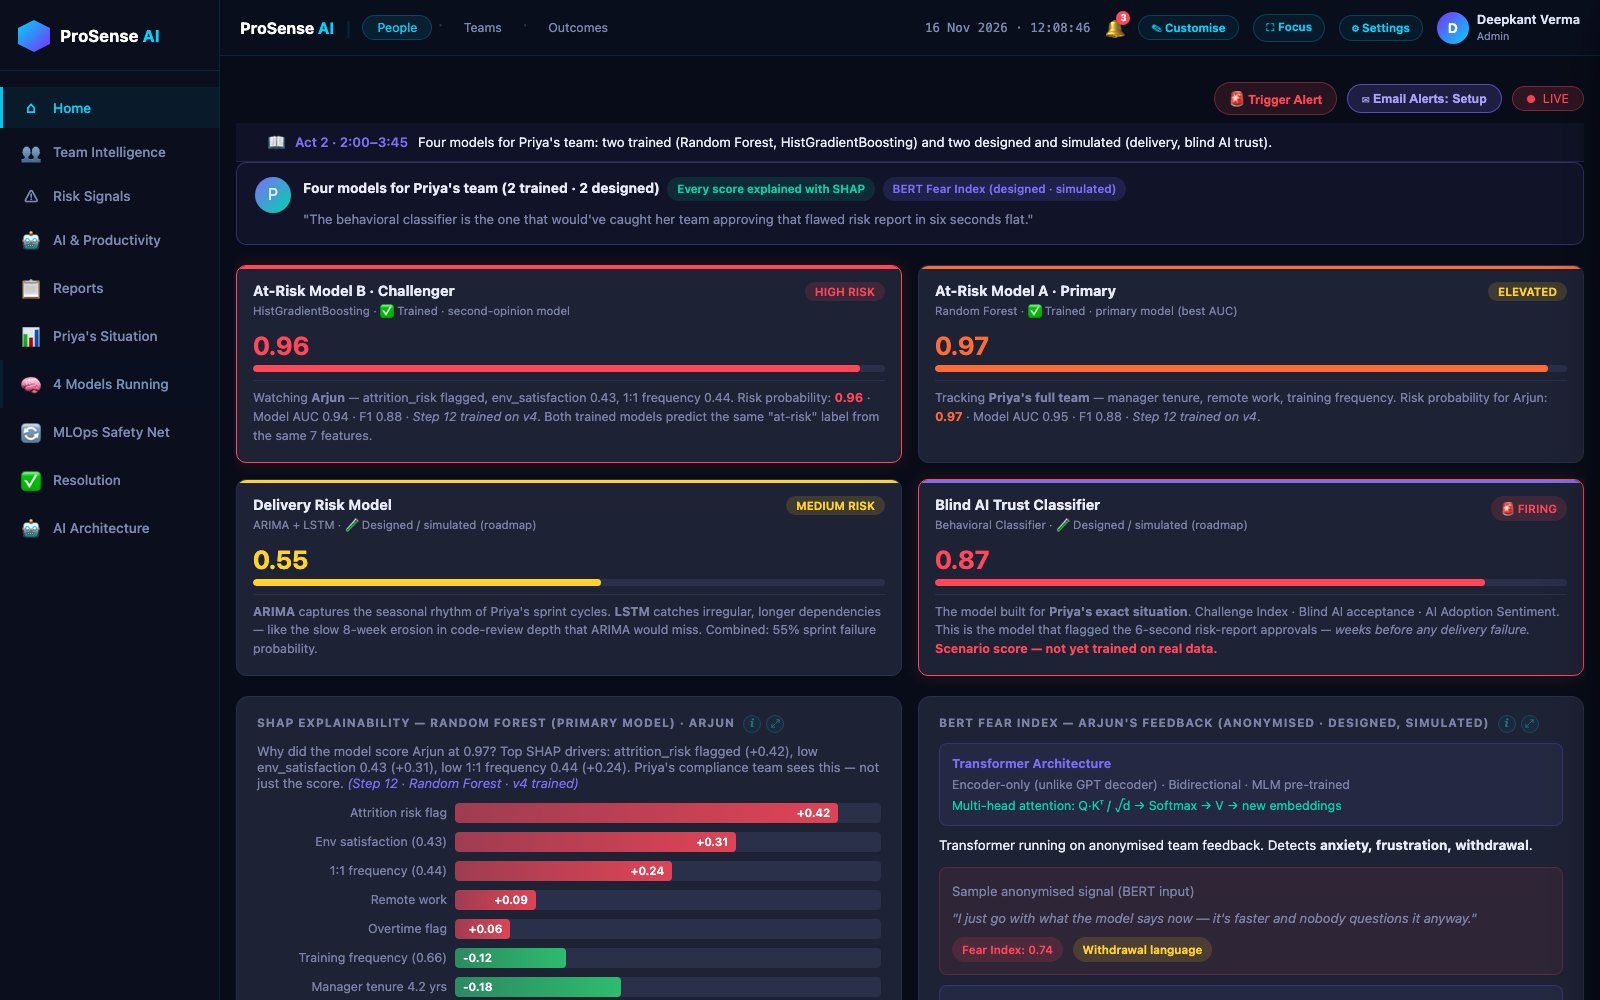 ProSense AI
Home
Team Intelligence
Risk Signals
AI & Productivity
Reports
Priya's Situation
4 Models Running
MLOps Safety Net
Resolution
AI Architecture
ProSense AI
People · Teams · Outcomes
16 Nov 2026 · 12:08:46
3
Customise
Focus
Settings
D
Deepkant Verma
Admin
Trigger Alert
Email Alerts: Setup
LIVE
Act 2 · 2:00–3:45 Four models for Priya's team: two trained (Random Forest, HistGradientBoosting) and two designed and simulated (delivery, blind AI trust).
P
Four models for Priya's team (2 trained · 2 designed) Every score explained with SHAP BERT Fear Index (designed · simulated)
"The behavioral classifier is the one that would've caught her team approving that flawed risk report in six seconds flat."
At-Risk Model B · Challenger
HIGH RISK
HistGradientBoosting · ✅ Trained · second-opinion model
0.96
Watching Arjun — attrition_risk flagged, env_satisfaction 0.43, 1:1 frequency 0.44. Risk probability: 0.96 ·
Model AUC 0.94 · F1 0.88 · Step 12 trained on v4. Both trained models predict the same "at-risk" label from
the same 7 features.
At-Risk Model A · Primary
ELEVATED
Random Forest · ✅ Trained · primary model (best AUC)
0.97
Tracking Priya's full team — manager tenure, remote work, training frequency. Risk probability for Arjun:
0.97 · Model AUC 0.95 · F1 0.88 · Step 12 trained on v4.
Delivery Risk Model
MEDIUM RISK
ARIMA + LSTM · 🧪 Designed / simulated (roadmap)
0.55
ARIMA captures the seasonal rhythm of Priya's sprint cycles. LSTM catches irregular, longer dependencies
— like the slow 8-week erosion in code-review depth that ARIMA would miss. Combined: 55% sprint failure
probability.
Blind AI Trust Classifier
FIRING
Behavioral Classifier · 🧪 Designed / simulated (roadmap)
0.87
The model built for Priya's exact situation. Challenge Index · Blind AI acceptance · AI Adoption Sentiment.
This is the model that flagged the 6-second risk-report approvals — weeks before any delivery failure.
Scenario score — not yet trained on real data.
SHAP EXPLAINABILITY — RANDOM FOREST (PRIMARY MODEL) · ARJUN
Why did the model score Arjun at 0.97? Top SHAP drivers: attrition_risk flagged (+0.42), low
env_satisfaction 0.43 (+0.31), low 1:1 frequency 0.44 (+0.24). Priya's compliance team sees this — not
just the score. (Step 12 · Random Forest · v4 trained)
Attrition risk flag +0.42
Env satisfaction (0.43) +0.31
1:1 frequency (0.44) +0.24
Remote work +0.09
Overtime flag +0.06
Training frequency (0.66) -0.12
Manager tenure 4.2 yrs -0.18
BERT FEAR INDEX — ARJUN'S FEEDBACK (ANONYMISED · DESIGNED, SIMULATED)
Transformer Architecture
Encoder-only (unlike GPT decoder) · Bidirectional · MLM pre-trained
Multi-head attention: Q·Kᵀ / √d → Softmax → V → new embeddings
Transformer running on anonymised team feedback. Detects anxiety, frustration, withdrawal.
Sample anonymised signal (BERT input)
"I just go with what the model says now — it's faster and nobody questions it anyway."
Fear Index: 0.74
Withdrawal language